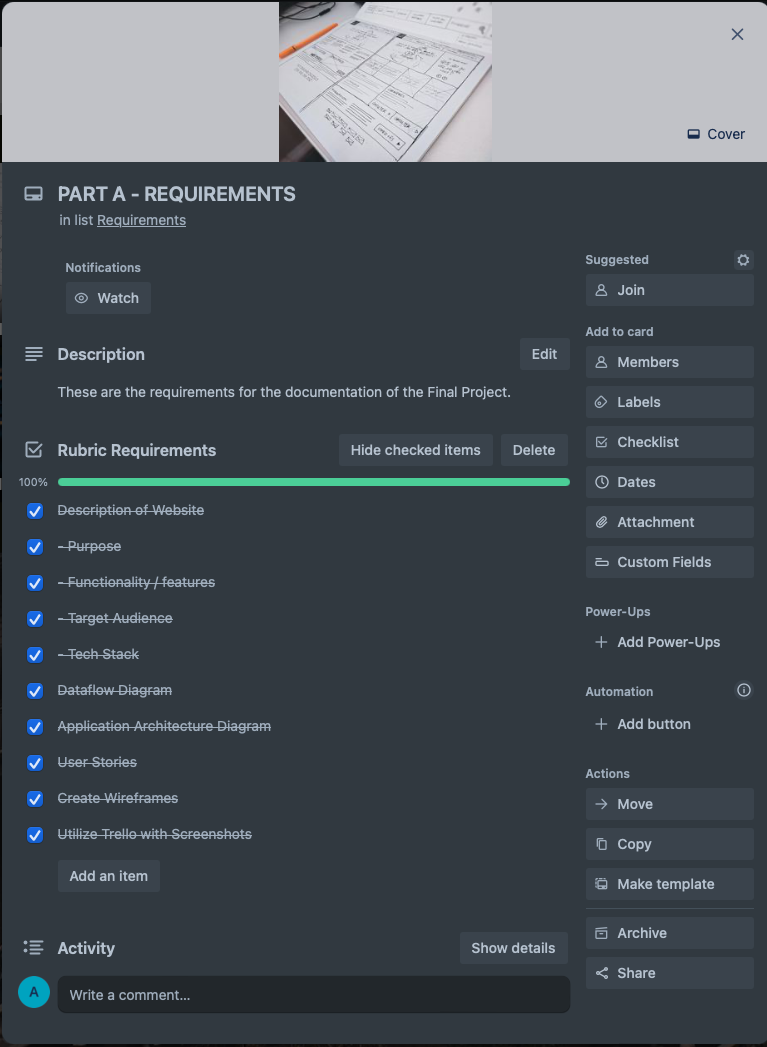 Cover
PART A - REQUIREMENTS
in list Requirements
Notifications
Watch
Description
Edit
These are the requirements for the documentation of the Final Project.
Rubric Requirements
Hide checked items
Delete
100%
Description of Website
- Purpose
- Functionality / features
- Target Audience
- Tech Stack
Dataflow Diagram
Application Architecture Diagram
User Stories
Create Wireframes
Utilize Trello with Screenshots
Add an item
Activity
Show details
A
Write a comment...
Suggested
Join
Add to card
Members
Labels
Checklist
Dates
Attachment
Custom Fields
Power-Ups
Add Power-Ups
Automation
Add button
Actions
Move
Copy
Make template
Archive
Share